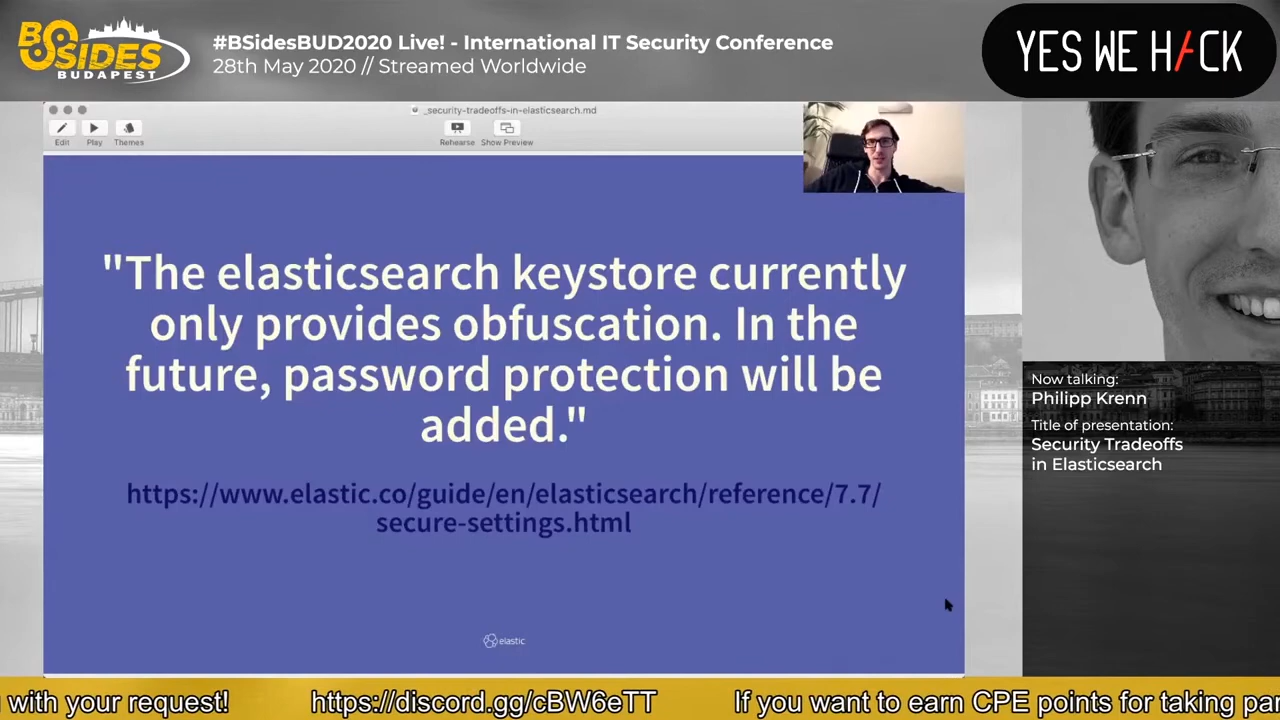 BSIDES
BUDAPEST
#BSidesBUD2020 Live! - International IT Security Conference
28th May 2020 // Streamed Worldwide
YES WE H/CK
_security-tradeoffs-in-elasticsearch.md
Edit
Play
Themes
Rehearse
Show Preview
"The elasticsearch keystore currently
only provides obfuscation. In the
future, password protection will be
added."
https://www.elastic.co/guide/en/elasticsearch/reference/7.7/
secure-settings.html
elastic
Now talking:
Philipp Krenn
Title of presentation:
Security Tradeoffs
in Elasticsearch
with your request! https://discord.gg/cBW6eTT If you want to earn CPE points for taking